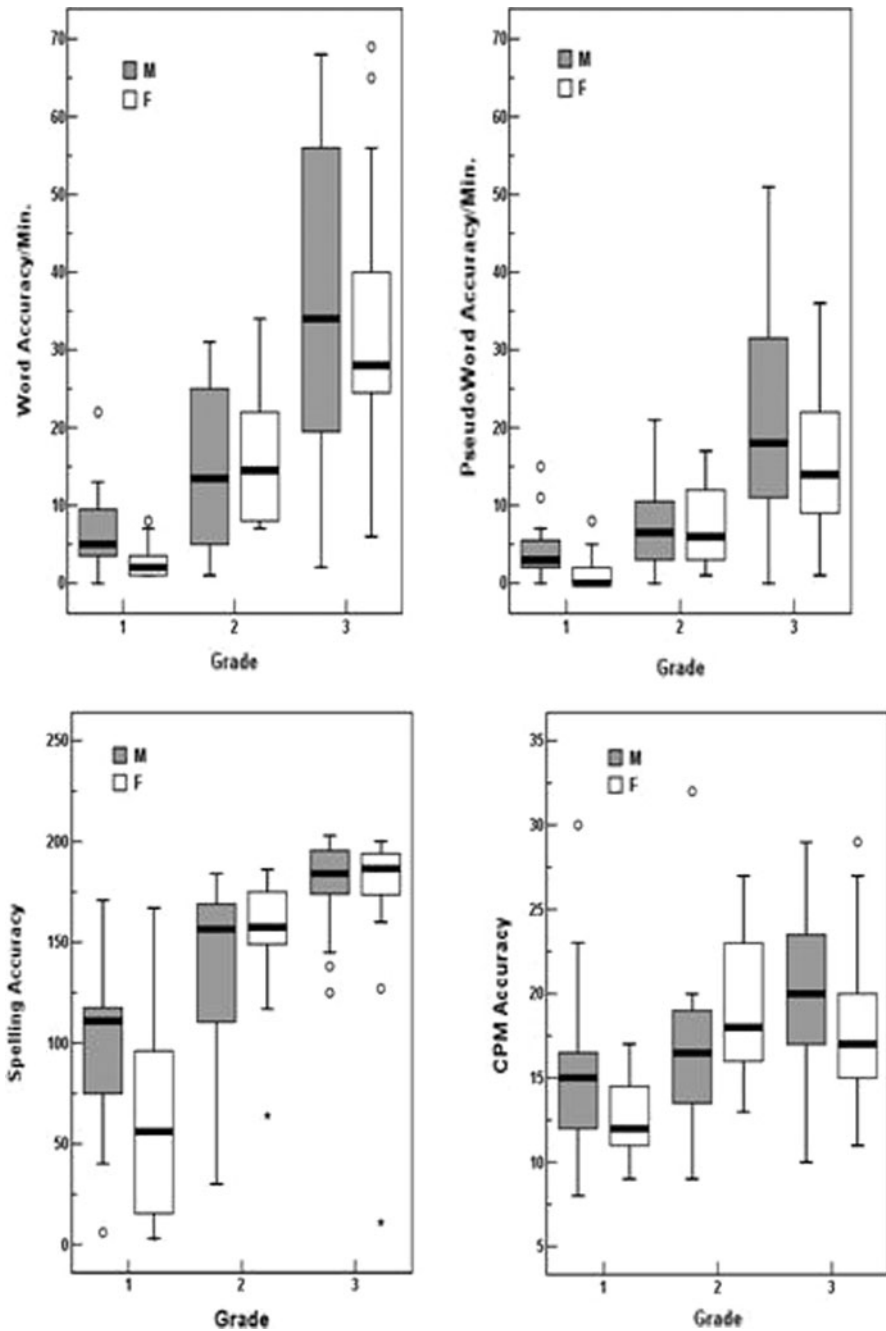 M
F
70
60
50
40
30
20
10
0
Word Accuracy/Min.
1 2 3
Grade
M
F
70
60
50
40
30
20
10
0
PseudoWord Accuracy/Min.
1 2 3
Grade
M
F
250
200
150
100
50
0
Spelling Accuracy
1 2 3
Grade
M
F
35
30
25
20
15
10
5
CPM Accuracy
1 2 3
Grade